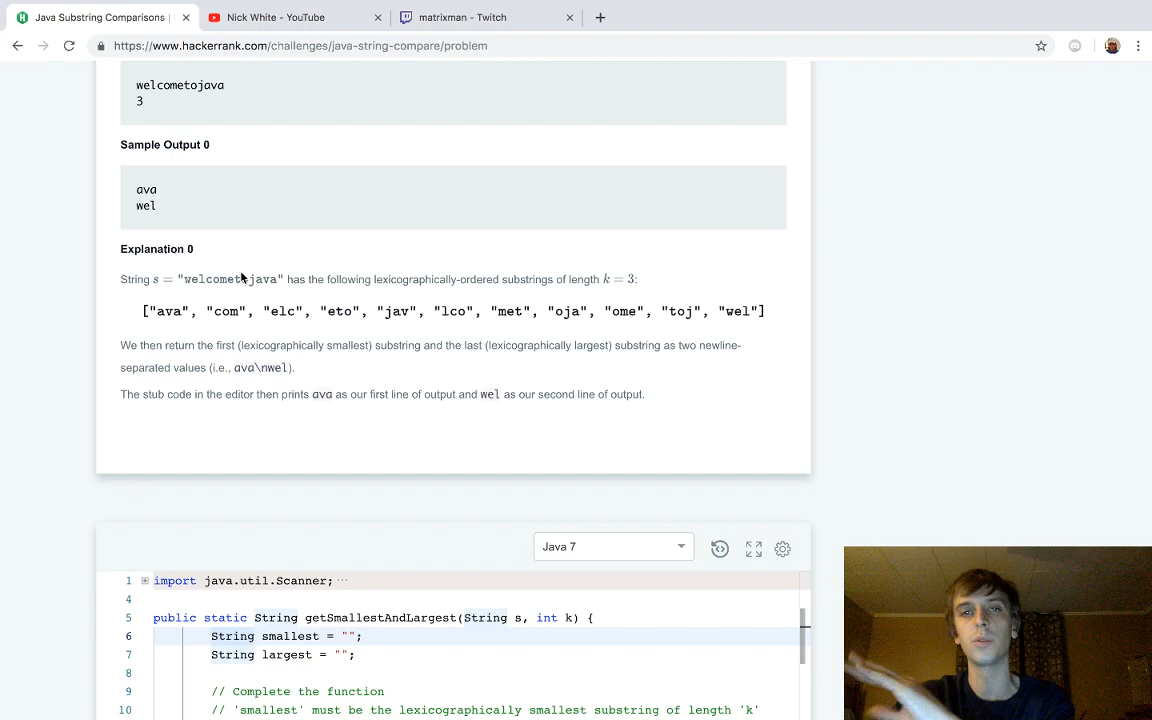 Java Substring Comparisons |
Nick White - YouTube
matrixman - Twitch
https://www.hackerrank.com/challenges/java-string-compare/problem
welcometojava
3
Sample Output 0
ava
wel
Explanation 0
String s = "welcometojava" has the following lexicographically-ordered substrings of length k = 3:
["ava", "com", "elc", "eto", "jav", "lco", "met", "oja", "ome", "toj", "wel"]
We then return the first (lexicographically smallest) substring and the last (lexicographically largest) substring as two newline-
separated values (i.e., ava\nwel).
The stub code in the editor then prints ava as our first line of output and wel as our second line of output.
Java 7
1 import java.util.Scanner; ...
4
5 public static String getSmallestAndLargest(String s, int k) {
6 String smallest = "";
7 String largest = "";
8
9 // Complete the function
10 // 'smallest' must be the lexicographically smallest substring of length 'k'